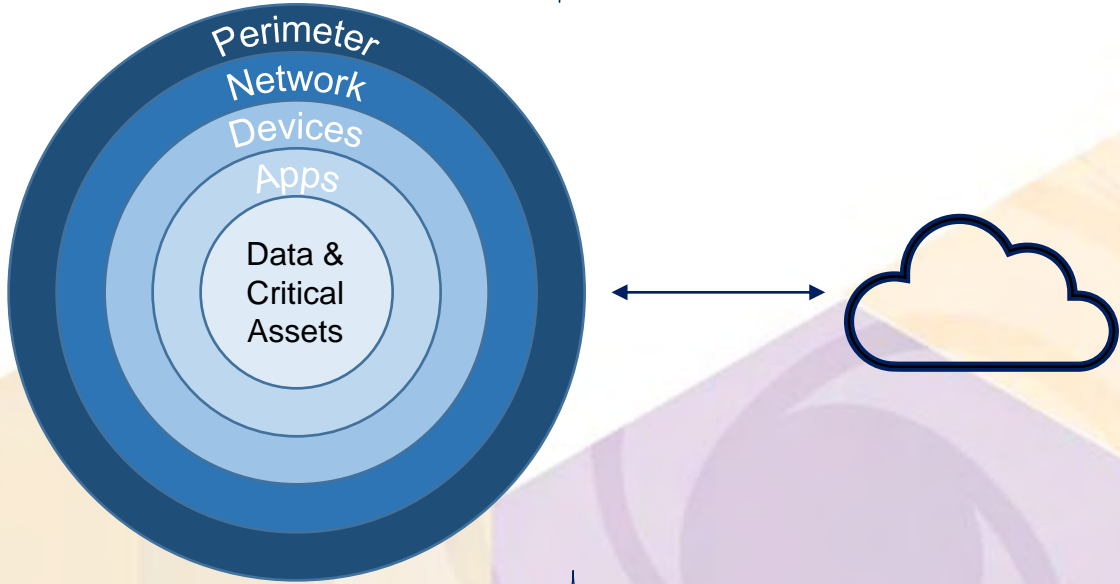 Perimeter
Network
Devices
Apps
Data &
Critical
Assets